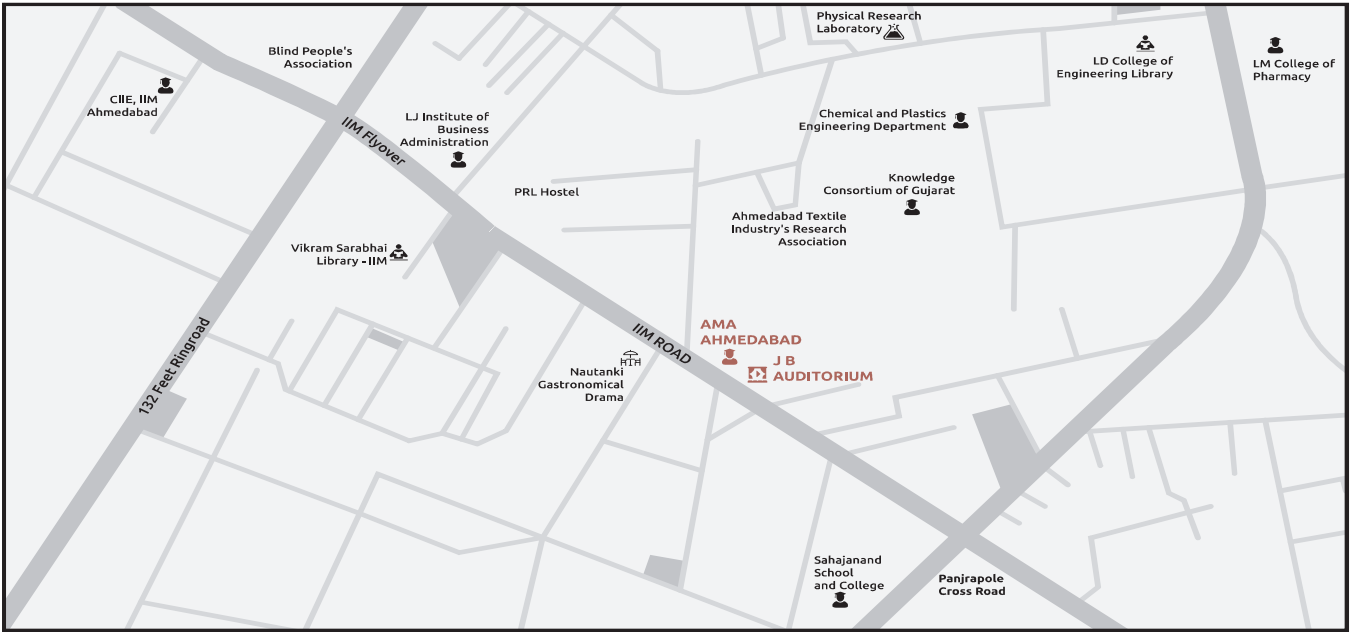 Physical Research
Laboratory
Blind People's
Association
LD College of
Engineering Library
LM College of
Pharmacy
CIIE, IIM
Ahmedabad
IIM Flyover
LJ Institute of
Business
Administration
Chemical and Plastics
Engineering Department
PRL Hostel
Knowledge
Consortium of Gujarat
Ahmedabad Textile
Industry's Research
Association
Vikram Sarabhai
Library - IIM
132 Feet Ringroad
IIM ROAD
AMA
AHMEDABAD
J B
AUDITORIUM
Nautanki
Gastronomical
Drama
Sahajanand
School
and College
Panjrapole
Cross Road